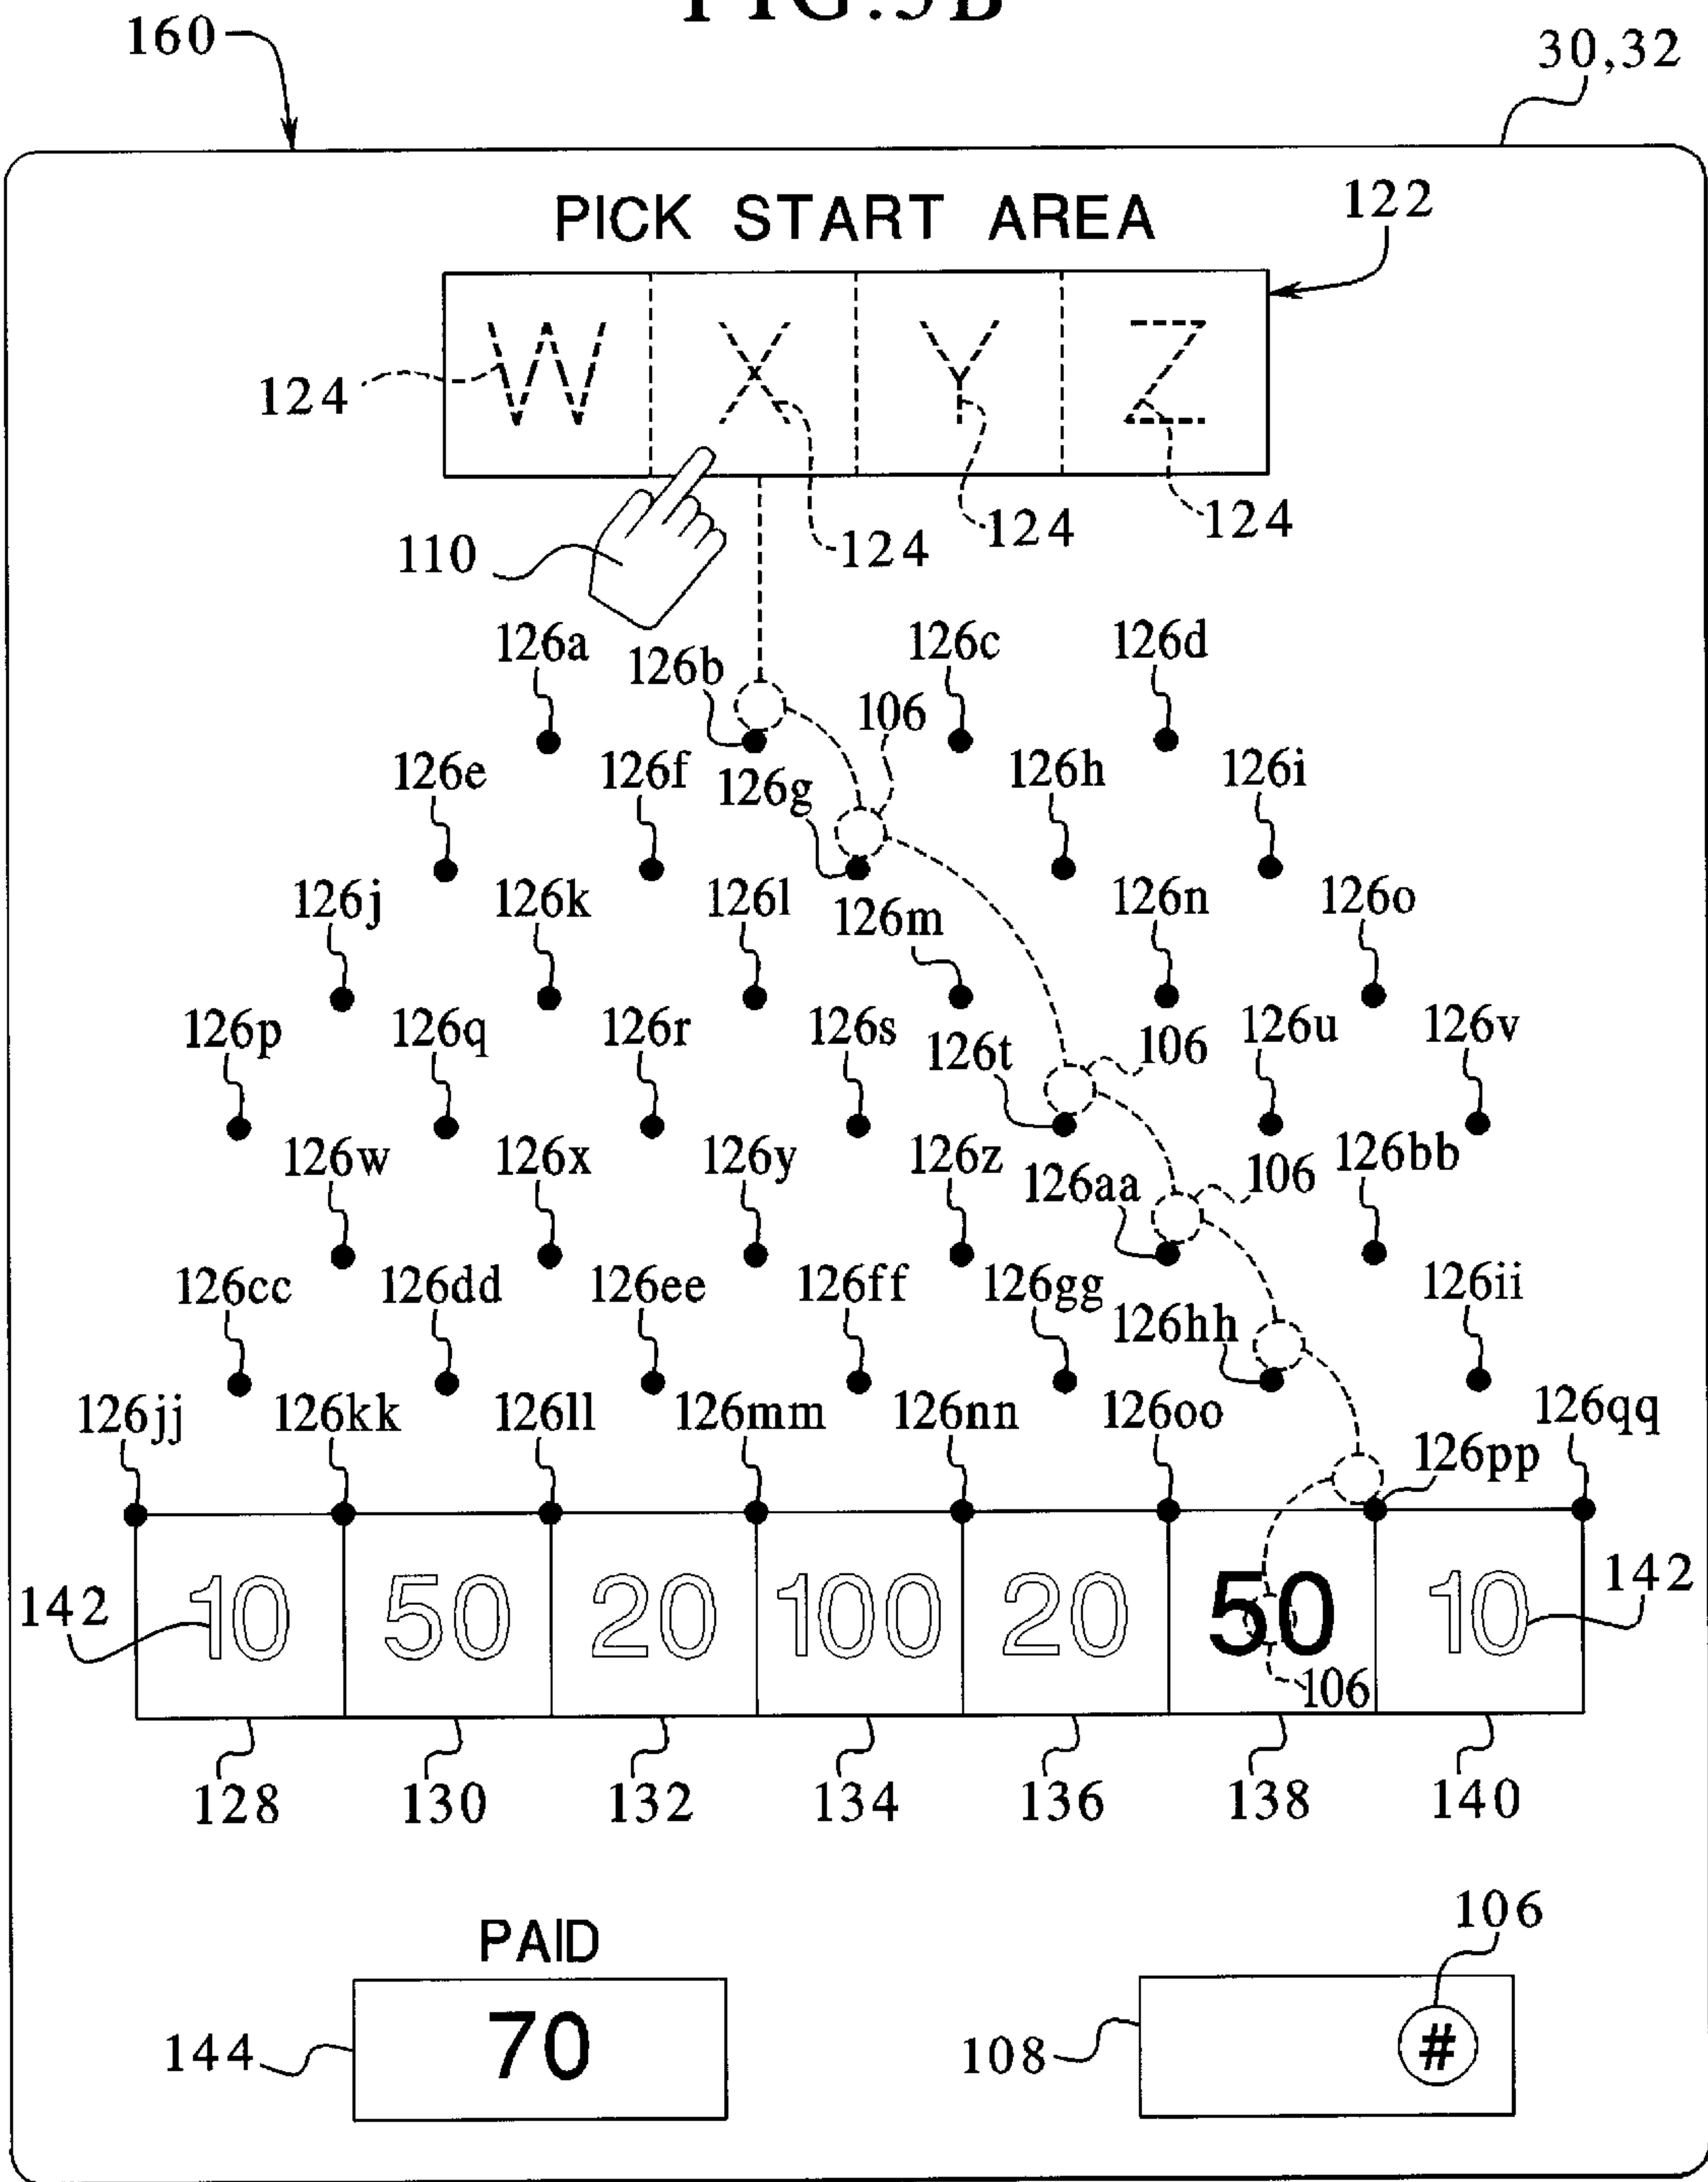 FIG.5B
160
30,32
PICK START AREA
122
W X Y Z
124
124 124 124
110
126a 126b 126c 126d
106
126e 126f 126g 126h 126i
126j 126k 126l 126m 126n 126o
126p 126q 126r 126s 126t 106 126u 126v
126w 126x 126y 126z 126aa 106 126bb
126cc 126dd 126ee 126ff 126gg 126hh 126ii
126jj 126kk 126ll 126mm 126nn 126oo 126pp 126qq
142 10 50 20 100 20 50 10 142
106
128 130 132 134 136 138 140
PAID
106
144 70 108 #